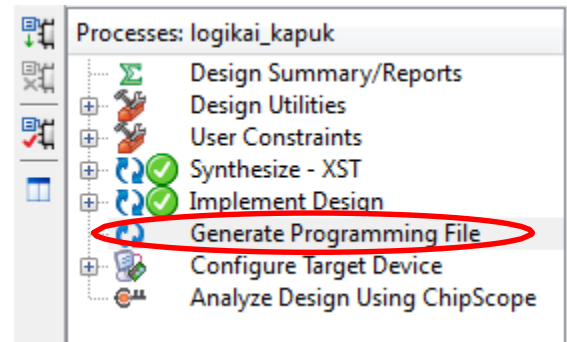 Processes: logikai_kapuk
Design Summary/Reports
Design Utilities
User Constraints
Synthesize - XST
Implement Design
Generate Programming File
Configure Target Device
Analyze Design Using ChipScope